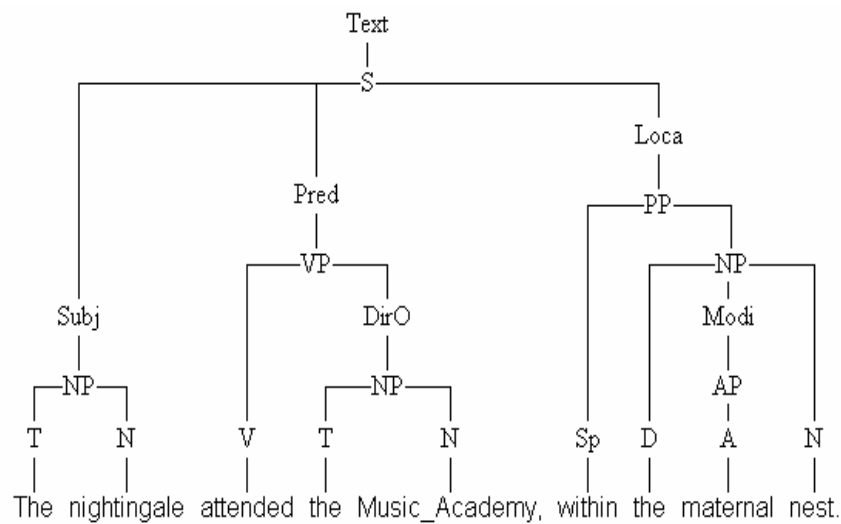 Text
S
Loca
Pred
PP
VP
NP
Subj
DirO
Modi
NP
NP
AP
T N V T N Sp D A N
The nightingale attended the Music_Academy, within the maternal nest.